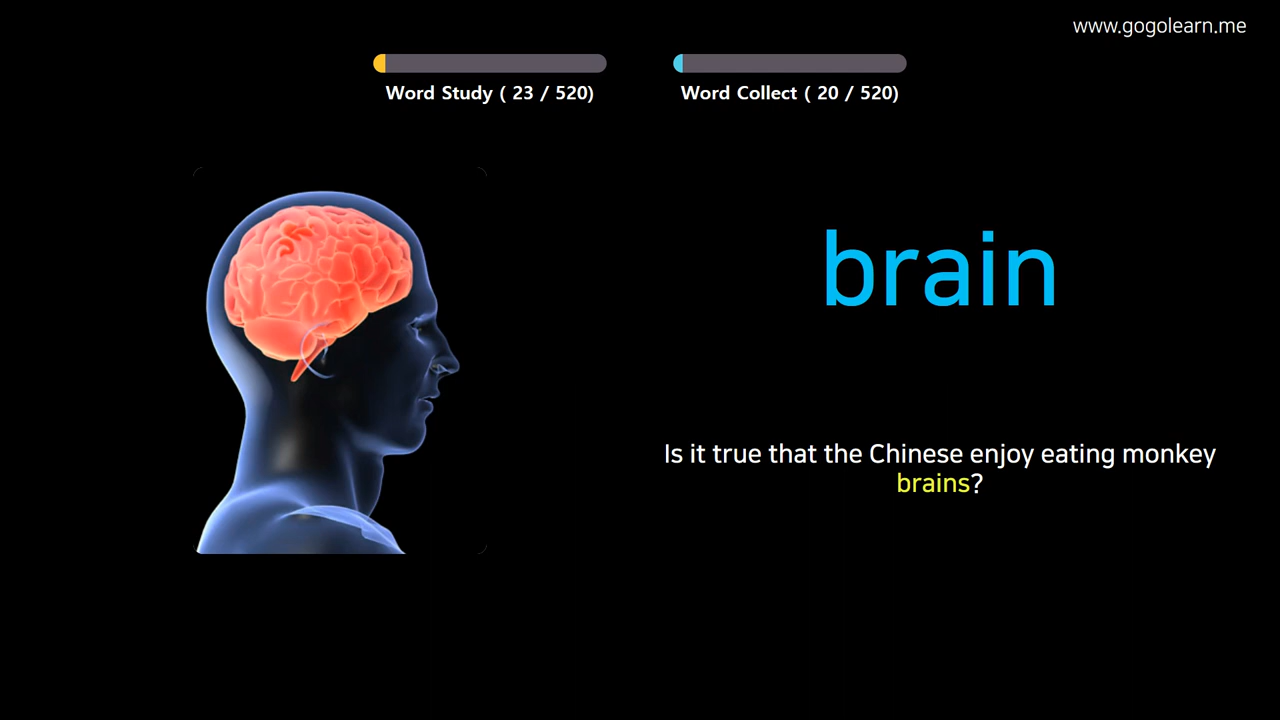 www.gogolearn.me
Word Study ( 23 / 520)
Word Collect ( 20 / 520)
brain
Is it true that the Chinese enjoy eating monkey
brains?